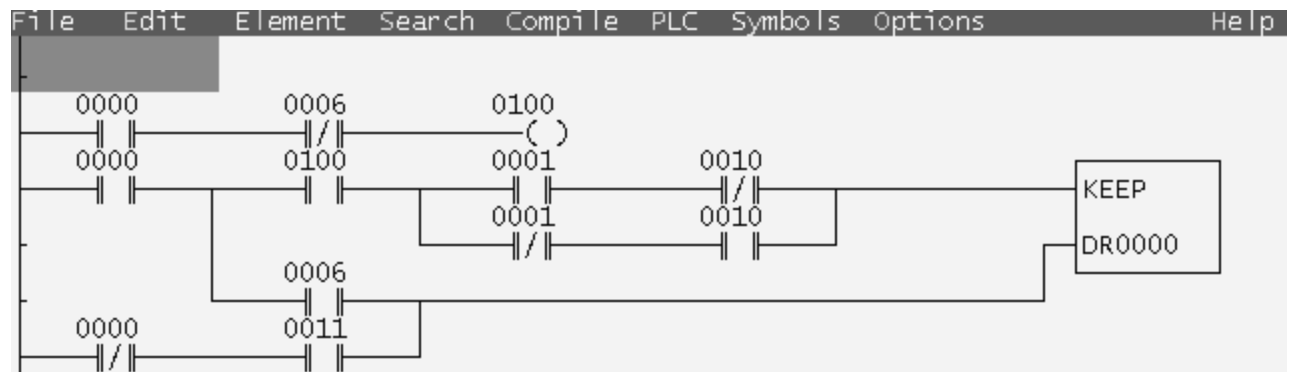 File Edit Element Search Compile PLC Symbols Options Help
0000 0006 0100
0000 0100 0001 0010
KEEP
0001 0010
DR0000
0006
0000 0011